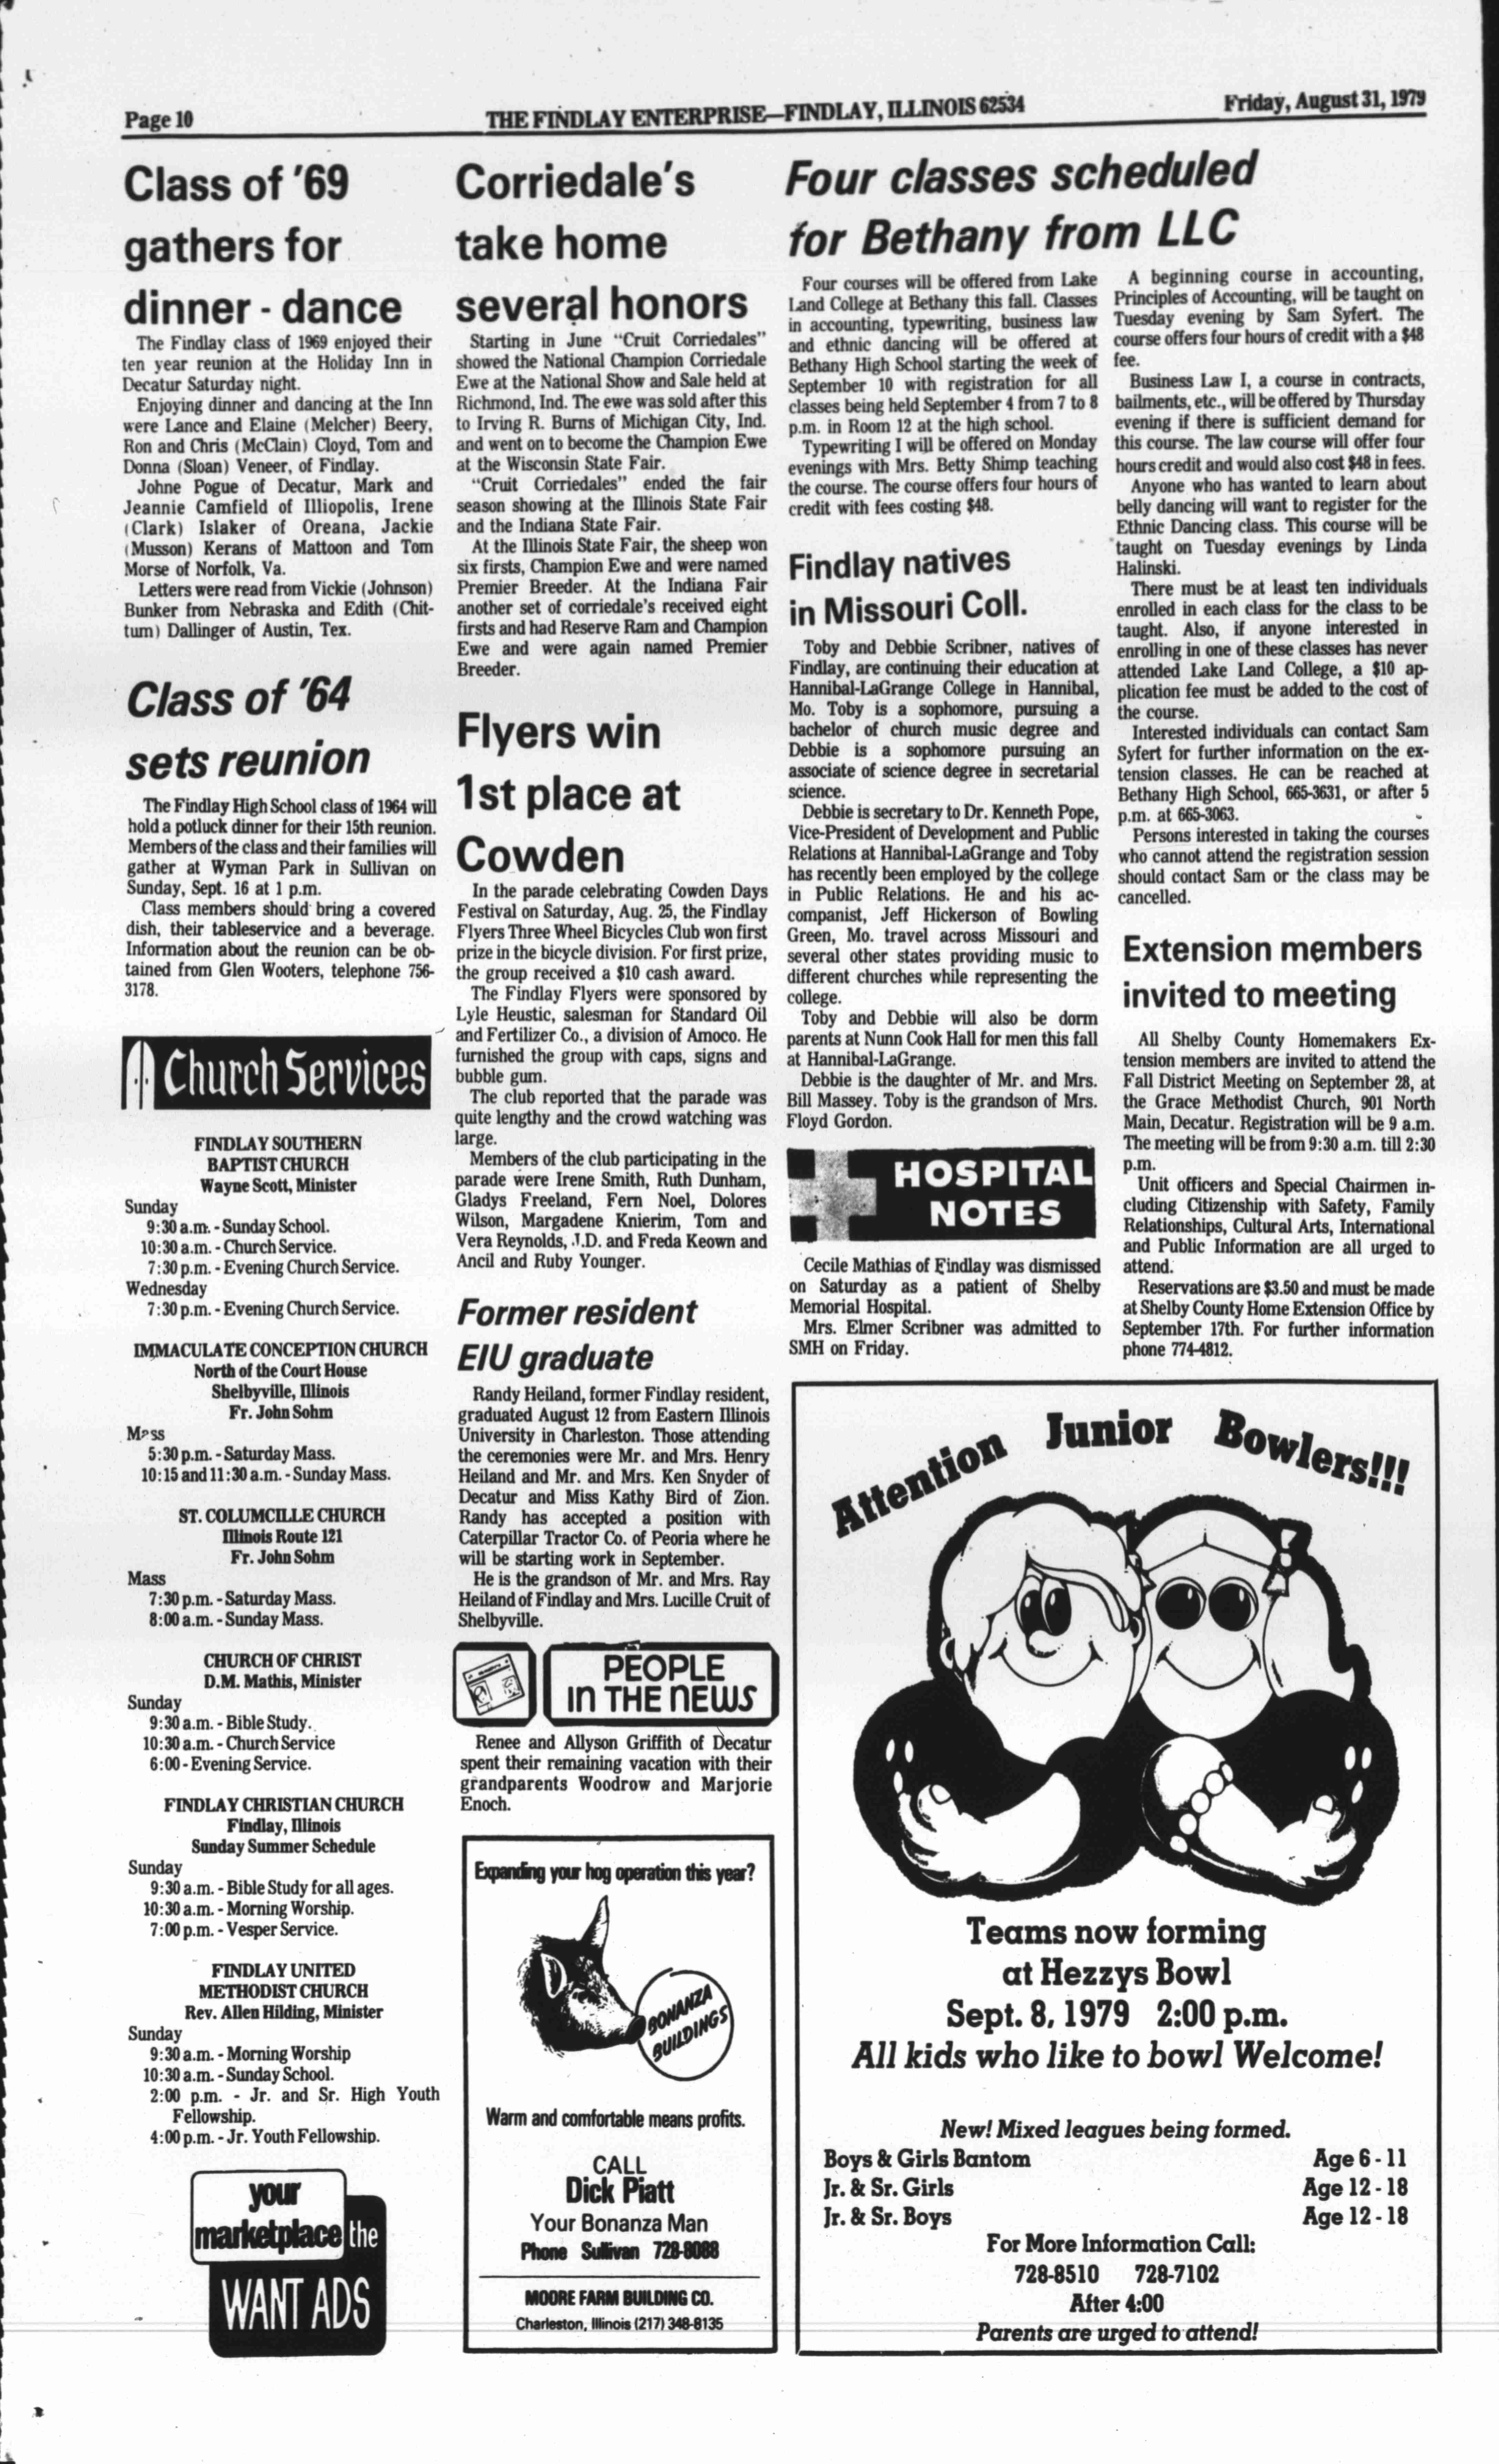 Page 10
THE FINDLAY ENTERPRISE—FINDLAY, ILLINOIS 62534
Friday, August 31, 1979
Class of '69
gathers for
dinner - dance
The Findlay class of 1969 enjoyed their
ten year reunion at the Holiday Inn in
Decatur Saturday night.
Enjoying dinner and dancing at the Inn
were Lance and Elaine (Melcher) Beery,
Ron and Chris (McClain) Cloyd, Tom and
Donna (Sloan) Veneer, of Findlay.
Johne Pogue of Decatur, Mark and
Jeannie Camfield of Illiopolis, Irene
(Clark) Islaker of Oreana, Jackie
(Musson) Kerans of Mattoon and Tom
Morse of Norfolk, Va.
Letters were read from Vickie (Johnson)
Bunker from Nebraska and Edith (Chit-
tum) Dallinger of Austin, Tex.
Class of '64
sets reunion
The Findlay High School class of 1964 will
hold a potluck dinner for their 15th reunion.
Members of the class and their families will
gather at Wyman Park in Sullivan on
Sunday, Sept. 16 at 1 p.m.
Class members should bring a covered
dish, their tableservice and a beverage.
Information about the reunion can be ob-
tained from Glen Wooters, telephone 756-
3178.
Church Services
FINDLAY SOUTHERN
BAPTIST CHURCH
Wayne Scott, Minister
Sunday
9:30 a.m. - Sunday School.
10:30 a.m. - Church Service.
7:30 p.m. - Evening Church Service.
Wednesday
7:30 p.m. - Evening Church Service.
IMMACULATE CONCEPTION CHURCH
North of the Court House
Shelbyville, Illinois
Fr. John Sohm
Mass
5:30 p.m. - Saturday Mass.
10:15 and 11:30 a.m. - Sunday Mass.
ST. COLUMCILLE CHURCH
Illinois Route 121
Fr. John Sohm
Mass
7:30 p.m. - Saturday Mass.
8:00 a.m. - Sunday Mass.
CHURCH OF CHRIST
D.M. Mathis, Minister
Sunday
9:30 a.m. - Bible Study.
10:30 a.m. - Church Service
6:00 - Evening Service.
FINDLAY CHRISTIAN CHURCH
Findlay, Illinois
Sunday Summer Schedule
Sunday
9:30 a.m. - Bible Study for all ages.
10:30 a.m. - Morning Worship.
7:00 p.m. - Vesper Service.
FINDLAY UNITED
METHODIST CHURCH
Rev. Allen Hilding, Minister
Sunday
9:30 a.m. - Morning Worship
10:30 a.m. - Sunday School.
2:00 p.m. - Jr. and Sr. High Youth
Fellowship.
4:00 p.m. - Jr. Youth Fellowship.
your
marketplace the
WANT ADS
Corriedale's
take home
several honors
Starting in June "Cruit Corriedales"
showed the National Champion Corriedale
Ewe at the National Show and Sale held at
Richmond, Ind. The ewe was sold after this
to Irving R. Burns of Michigan City, Ind.
and went on to become the Champion Ewe
at the Wisconsin State Fair.
"Cruit Corriedales" ended the fair
season showing at the Illinois State Fair
and the Indiana State Fair.
At the Illinois State Fair, the sheep won
six firsts, Champion Ewe and were named
Premier Breeder. At the Indiana Fair
another set of corriedale's received eight
firsts and had Reserve Ram and Champion
Ewe and were again named Premier
Breeder.
Flyers win
1st place at
Cowden
In the parade celebrating Cowden Days
Festival on Saturday, Aug. 25, the Findlay
Flyers Three Wheel Bicycles Club won first
prize in the bicycle division. For first prize,
the group received a $10 cash award.
The Findlay Flyers were sponsored by
Lyle Heustic, salesman for Standard Oil
and Fertilizer Co., a division of Amoco. He
furnished the group with caps, signs and
bubble gum.
The club reported that the parade was
quite lengthy and the crowd watching was
large.
Members of the club participating in the
parade were Irene Smith, Ruth Dunham,
Gladys Freeland, Fern Noel, Dolores
Wilson, Margadene Knierim, Tom and
Vera Reynolds, J.D. and Freda Keown and
Ancil and Ruby Younger.
Former resident
EIU graduate
Randy Heiland, former Findlay resident,
graduated August 12 from Eastern Illinois
University in Charleston. Those attending
the ceremonies were Mr. and Mrs. Henry
Heiland and Mr. and Mrs. Ken Snyder of
Decatur and Miss Kathy Bird of Zion.
Randy has accepted a position with
Caterpillar Tractor Co. of Peoria where he
will be starting work in September.
He is the grandson of Mr. and Mrs. Ray
Heiland of Findlay and Mrs. Lucille Cruit of
Shelbyville.
PEOPLE
IN THE NEWS
Renee and Allyson Griffith of Decatur
spent their remaining vacation with their
grandparents Woodrow and Marjorie
Enoch.
Expanding your hog operation this year?
BONANZA
BUILDINGS
Warm and comfortable means profits.
CALL
Dick Piatt
Your Bonanza Man
Phone Sullivan 728-8088
MOORE FARM BUILDING CO.
Charleston, Illinois (217) 348-8135
Four classes scheduled
for Bethany from LLC
Four courses will be offered from Lake
Land College at Bethany this fall. Classes
in accounting, typewriting, business law
and ethnic dancing will be offered at
Bethany High School starting the week of
September 10 with registration for all
classes being held September 4 from 7 to 8
p.m. in Room 12 at the high school.
Typewriting I will be offered on Monday
evenings with Mrs. Betty Shimp teaching
the course. The course offers four hours of
credit with fees costing $48.
A beginning course in accounting,
Principles of Accounting, will be taught on
Tuesday evening by Sam Syfert. The
course offers four hours of credit with a $48
fee.
Business Law I, a course in contracts,
bailments, etc., will be offered by Thursday
evening if there is sufficient demand for
this course. The law course will offer four
hours credit and would also cost $48 in fees.
Anyone who has wanted to learn about
belly dancing will want to register for the
Ethnic Dancing class. This course will be
taught on Tuesday evenings by Linda
Halinski.
There must be at least ten individuals
enrolled in each class for the class to be
taught. Also, if anyone interested in
enrolling in one of these classes has never
attended Lake Land College, a $10 ap-
plication fee must be added to the cost of
the course.
Interested individuals can contact Sam
Syfert for further information on the ex-
tension classes. He can be reached at
Bethany High School, 665-3631, or after 5
p.m. at 665-3063.
Persons interested in taking the courses
who cannot attend the registration session
should contact Sam or the class may be
cancelled.
Findlay natives
in Missouri Coll.
Toby and Debbie Scribner, natives of
Findlay, are continuing their education at
Hannibal-LaGrange College in Hannibal,
Mo. Toby is a sophomore, pursuing a
bachelor of church music degree and
Debbie is a sophomore pursuing an
associate of science degree in secretarial
science.
Debbie is secretary to Dr. Kenneth Pope,
Vice-President of Development and Public
Relations at Hannibal-LaGrange and Toby
has recently been employed by the college
in Public Relations. He and his ac-
companist, Jeff Hickerson of Bowling
Green, Mo. travel across Missouri and
several other states providing music to
different churches while representing the
college.
Toby and Debbie will also be dorm
parents at Nunn Cook Hall for men this fall
at Hannibal-LaGrange.
Debbie is the daughter of Mr. and Mrs.
Bill Massey. Toby is the grandson of Mrs.
Floyd Gordon.
HOSPITAL
NOTES
Cecile Mathias of Findlay was dismissed
on Saturday as a patient of Shelby
Memorial Hospital.
Mrs. Elmer Scribner was admitted to
SMH on Friday.
Extension members
invited to meeting
All Shelby County Homemakers Ex-
tension members are invited to attend the
Fall District Meeting on September 28, at
the Grace Methodist Church, 901 North
Main, Decatur. Registration will be 9 a.m.
The meeting will be from 9:30 a.m. till 2:30
p.m.
Unit officers and Special Chairmen in-
cluding Citizenship with Safety, Family
Relationships, Cultural Arts, International
and Public Information are all urged to
attend.
Reservations are $3.50 and must be made
at Shelby County Home Extension Office by
September 17th. For further information
phone 774-4812.
Attention Junior Bowlers!!!
Teams now forming
at Hezzys Bowl
Sept. 8, 1979 2:00 p.m.
All kids who like to bowl Welcome!
New! Mixed leagues being formed.
Boys & Girls Bantom Age 6 - 11
Jr. & Sr. Girls Age 12 - 18
Jr. & Sr. Boys Age 12 - 18
For More Information Call:
728-8510 728-7102
After 4:00
Parents are urged to attend!